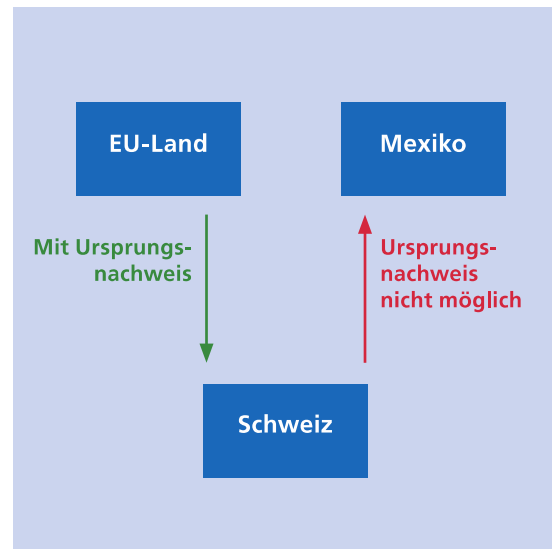 EU-Land
Mexiko
Mit Ursprungs-
nachweis
Ursprungs-
nachweis
nicht möglich
Schweiz